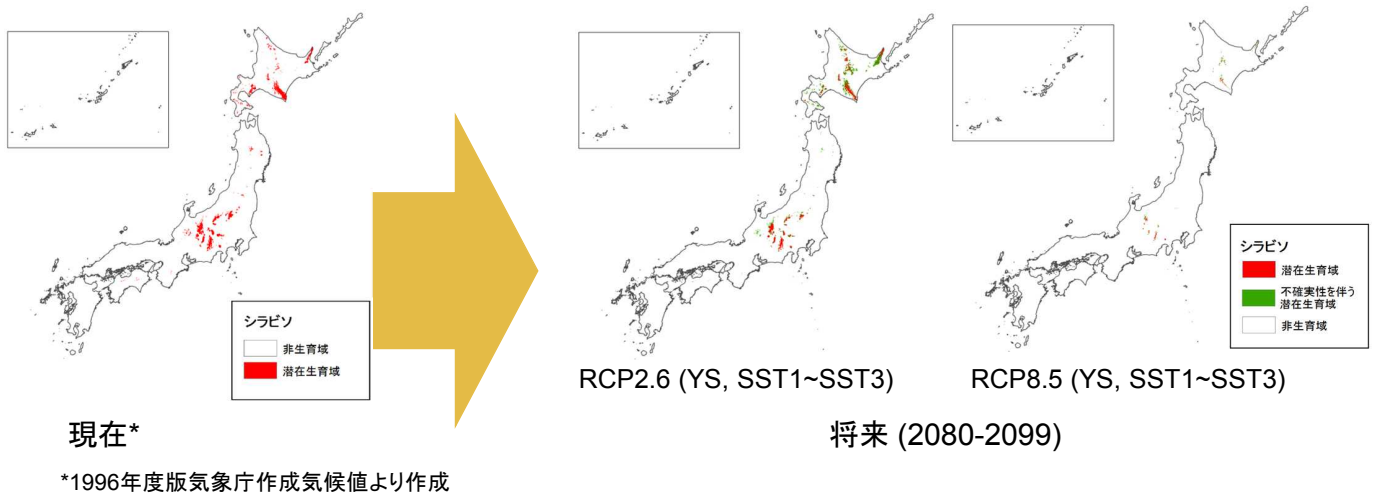 シラビソ
非生育域
潜在生育域
現在*
*1996年度版気象庁作成気候値より作成
シラビソ
潜在生育域
不確実性を伴う
潜在生育域
非生育域
RCP2.6 (YS, SST1~SST3)
RCP8.5 (YS, SST1~SST3)
将来 (2080-2099)